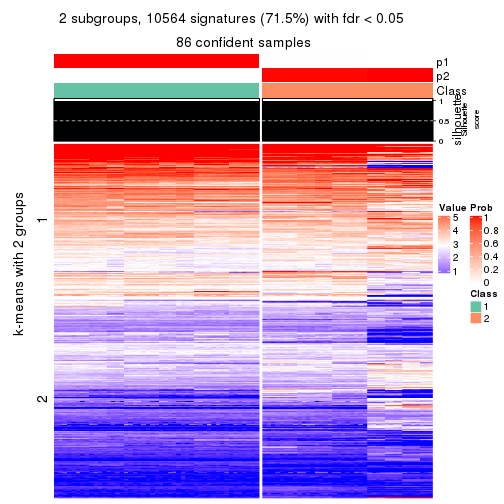 2 subgroups, 10564 signatures (71.5%) with fdr < 0.05
86 confident samples
p1
p2
Class
silhouette
1
0.5
0
Silhouette
score
k-means with 2 groups
1
2
Value
5
4
3
2
1
Prob
1
0.8
0.6
0.4
0.2
0
Class
1
2